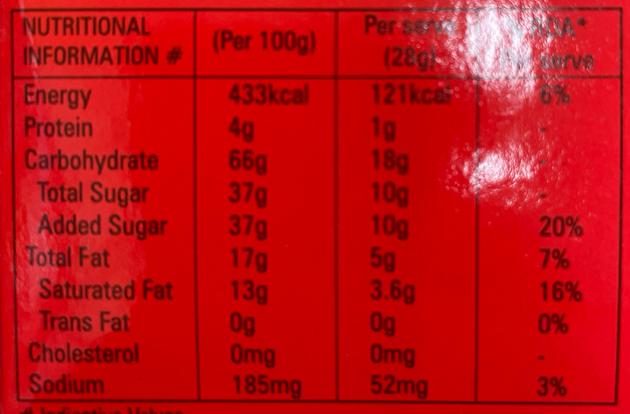 NUTRITIONAL INFORMATION # (Per 100g) Per serve (28g) RDA* serve
Energy 433kcal 121kcal 6%
Protein 4g 1g -
Carbohydrate 66g 18g -
Total Sugar 37g 10g -
Added Sugar 37g 10g 20%
Total Fat 17g 5g 7%
Saturated Fat 13g 3.6g 16%
Trans Fat 0g 0g 0%
Cholesterol 0mg 0mg -
Sodium 185mg 52mg 3%